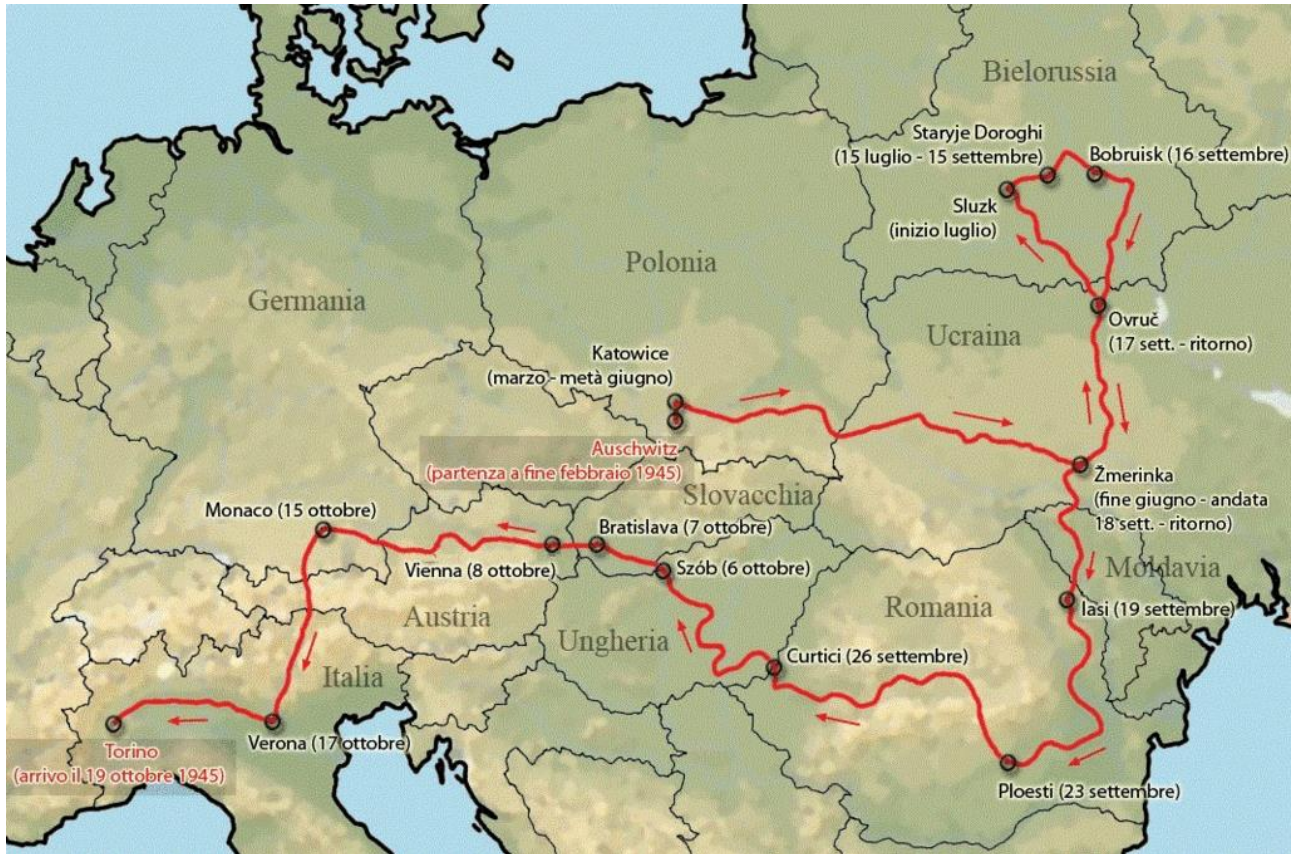 Bielorussia
Staryje Doroghi
(15 luglio - 15 settembre)
Bobruisk (16 settembre)
Sluzk
(inizio luglio)
Polonia
Germania
Ucraina
Ovruč
(17 sett. - ritorno)
Katowice
(marzo - metà giugno)
Auschwitz
(partenza a fine febbraio 1945)
Žmerinka
(fine giugno - andata
18 sett. - ritorno)
Slovacchia
Monaco (15 ottobre)
Bratislava (7 ottobre)
Vienna (8 ottobre)
Szób (6 ottobre)
Moldavia
Austria
Romania
Iasi (19 settembre)
Ungheria
Curtici (26 settembre)
Italia
Verona (17 ottobre)
Torino
(arrivo il 19 ottobre 1945)
Ploesti (23 settembre)